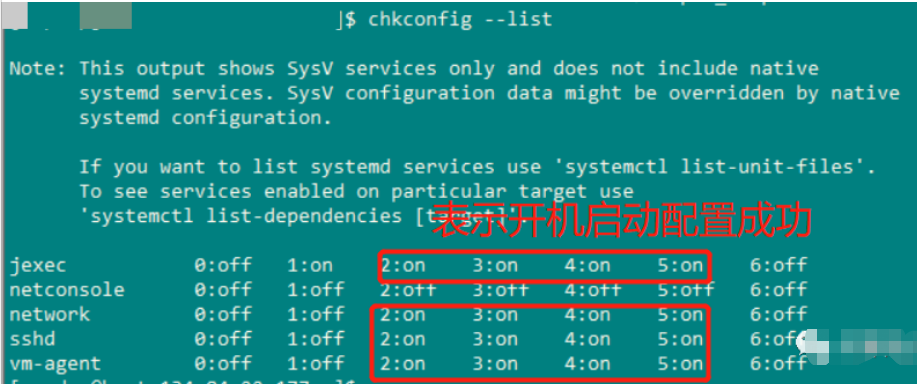 ]$ chkconfig --list
Note: This output shows SysV services only and does not include native
systemd services. SysV configuration data might be overridden by native
systemd configuration.
If you want to list systemd services use 'systemctl list-unit-files'.
To see services enabled on particular target use
'systemctl list-dependencies [target]'.
表示开机启动配置成功
jexec 0:off 1:on 2:on 3:on 4:on 5:on 6:off
netconsole 0:off 1:off 2:off 3:off 4:off 5:off 6:off
network 0:off 1:off 2:on 3:on 4:on 5:on 6:off
sshd 0:off 1:off 2:on 3:on 4:on 5:on 6:off
vm-agent 0:off 1:off 2:on 3:on 4:on 5:on 6:off